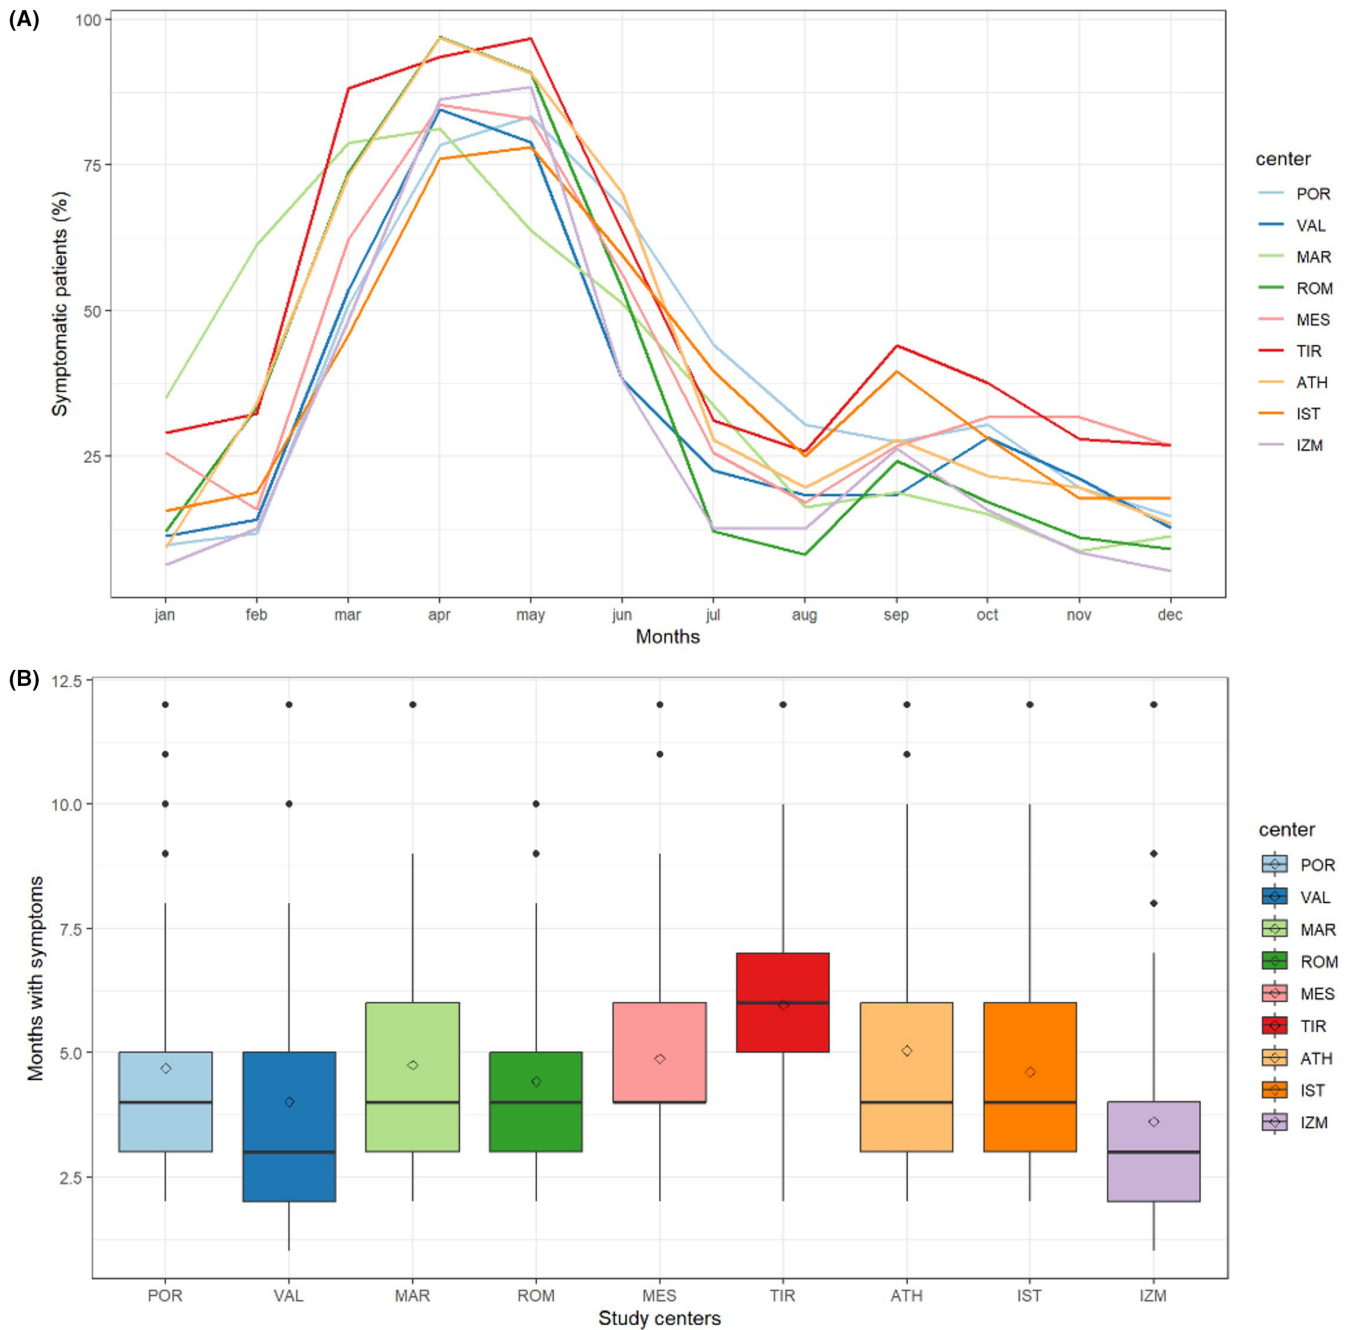 (A)
Symptomatic patients (%)
100
75
50
25
jan feb mar apr may jun jul aug sep oct nov dec
Months
center
POR
VAL
MAR
ROM
MES
TIR
ATH
IST
IZM
(B)
Months with symptoms
12.5
10.0
7.5
5.0
2.5
POR VAL MAR ROM MES TIR ATH IST IZM
Study centers
center
POR
VAL
MAR
ROM
MES
TIR
ATH
IST
IZM